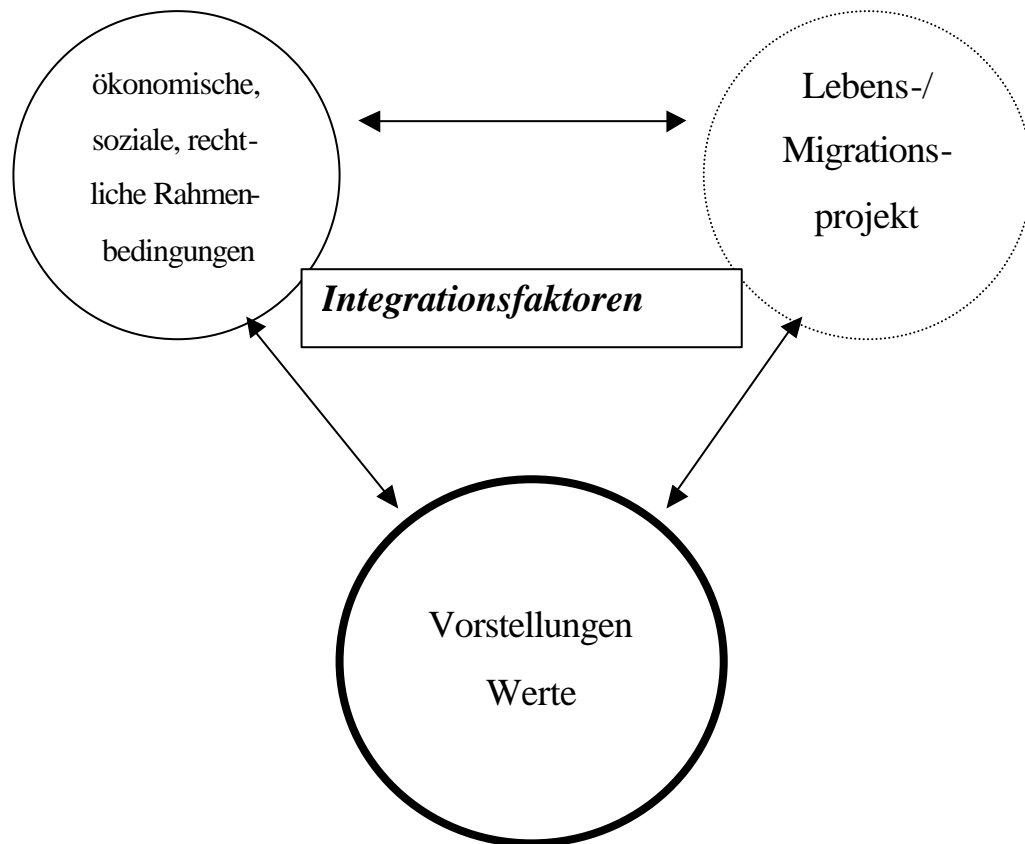 ökonomische,
soziale, recht-
liche Rahmen-
bedingungen
Lebens-/
Migrations-
projekt
Integrationsfaktoren
Vorstellungen
Werte